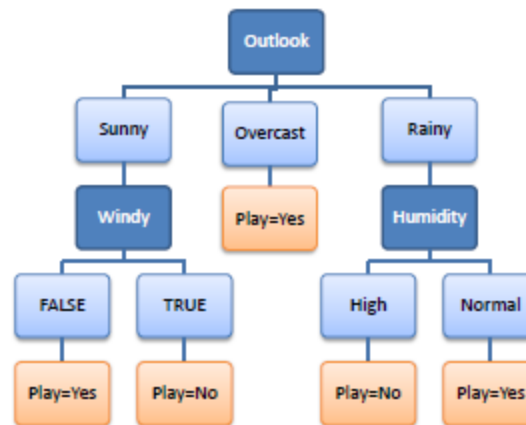 Outlook
Sunny Overcast Rainy
Windy Play=Yes Humidity
FALSE TRUE High Normal
Play=Yes Play=No Play=No Play=Yes